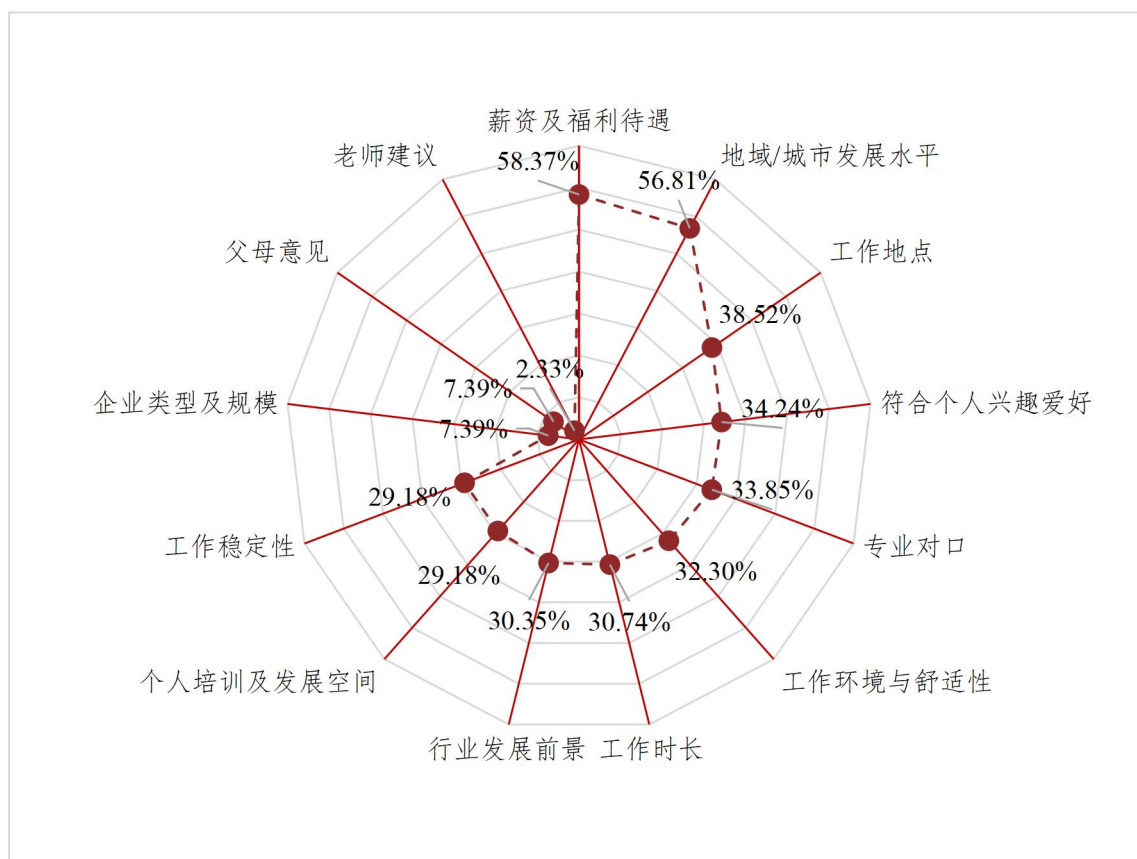 薪资及福利待遇
58.37%
地域/城市发展水平
56.81%
工作地点
38.52%
符合个人兴趣爱好
34.24%
专业对口
33.85%
工作环境与舒适性
32.30%
工作时长
30.74%
行业发展前景
30.35%
个人培训及发展空间
29.18%
工作稳定性
29.18%
企业类型及规模
7.39%
父母意见
7.39%
老师建议
2.33%